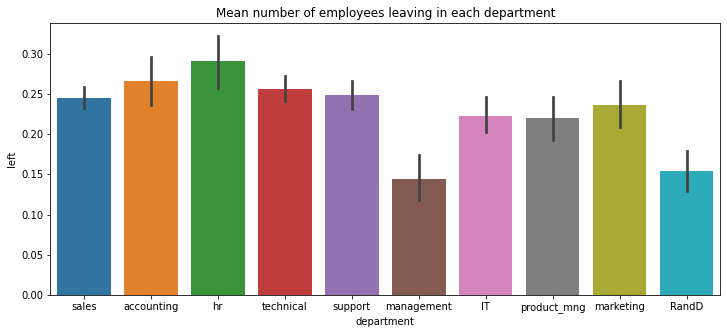 Mean number of employees leaving in each department
0.30
0.25
0.20
0.15
0.10
0.05
0.00
left
sales accounting hr technical support management IT product_mng marketing RandD
department